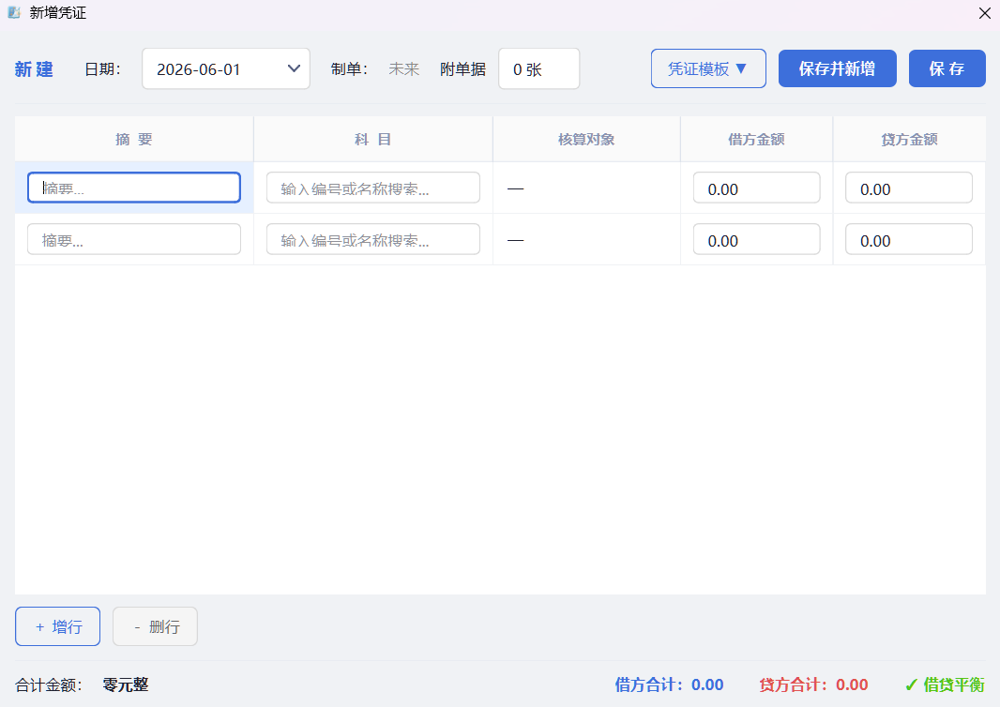 新增凭证
新 建 日期： 2026-06-01 制单： 未来 附单据 0 张 凭证模板 ▼ 保存并新增 保 存
摘 要 科 目 核算对象 借方金额 贷方金额
摘要... 输入编号或名称搜索... — 0.00 0.00
摘要... 输入编号或名称搜索... — 0.00 0.00
+ 增行 - 删行
合计金额： 零元整 借方合计：0.00 贷方合计：0.00 ✓ 借贷平衡